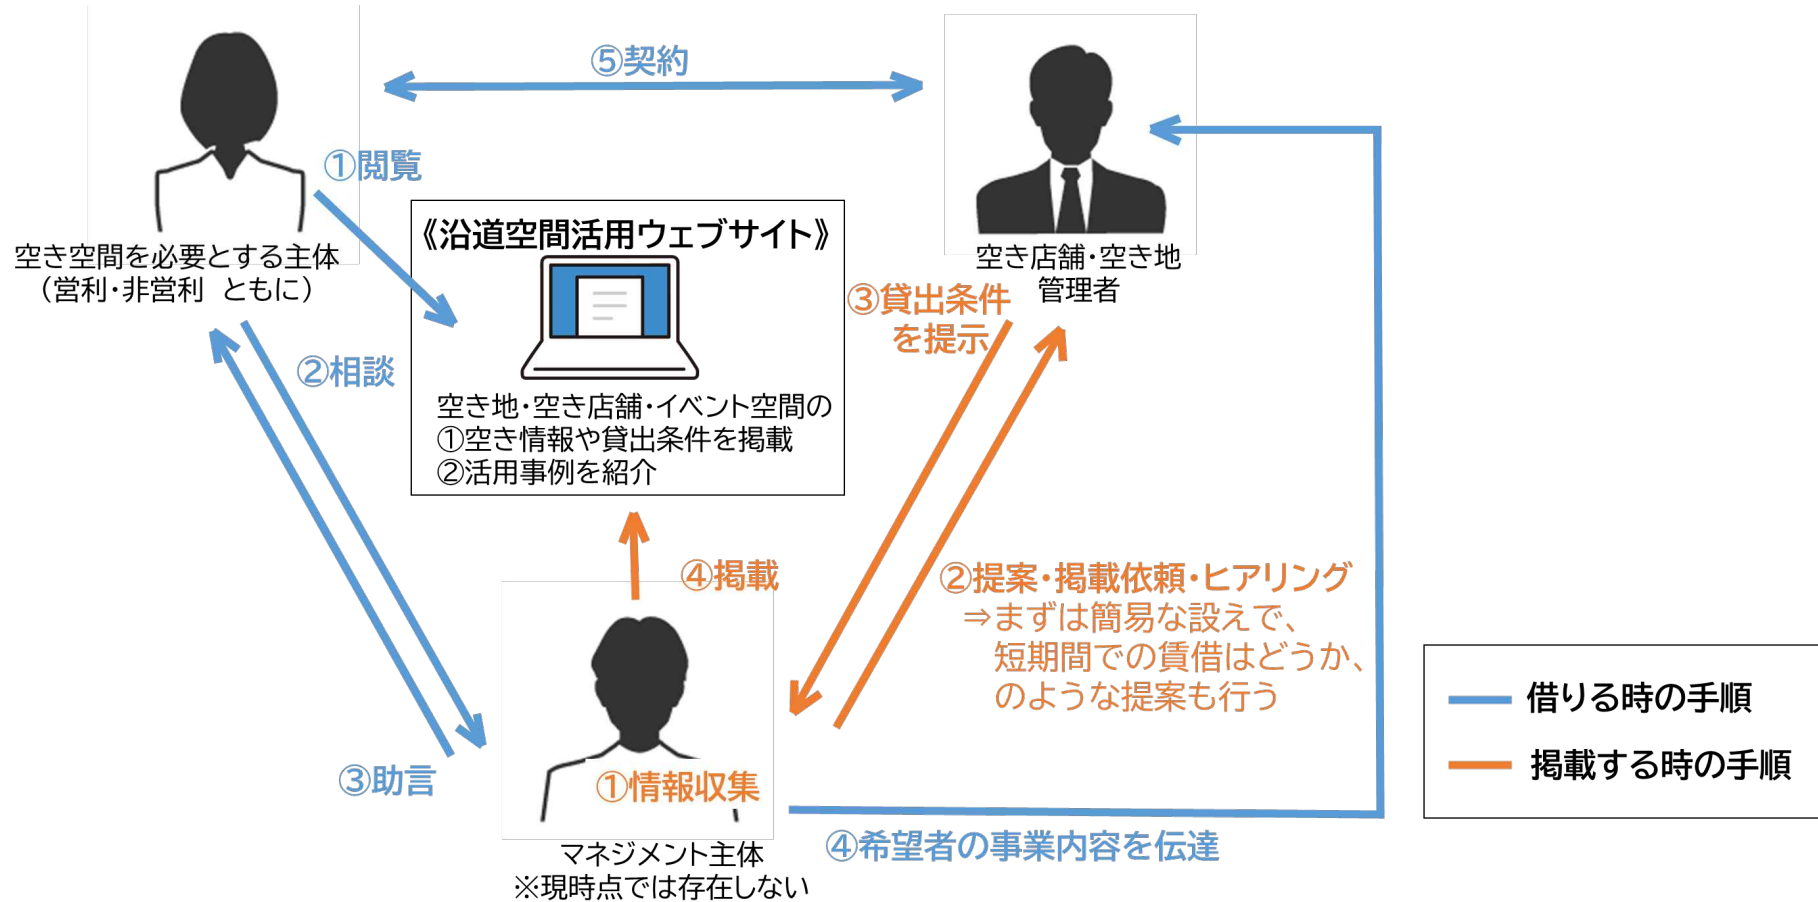 ⑤契約
①閲覧
空き空間を必要とする主体
（営利・非営利　ともに）
《沿道空間活用ウェブサイト》
空き地・空き店舗・イベント空間の
①空き情報や貸出条件を掲載
②活用事例を紹介
空き店舗・空き地
管理者
③貸出条件
を提示
②相談
④掲載
②提案・掲載依頼・ヒアリング
⇒まずは簡易な設えで、
短期間での賃借はどうか、
のような提案も行う
③助言
①情報収集
④希望者の事業内容を伝達
マネジメント主体
※現時点では存在しない
借りる時の手順
掲載する時の手順